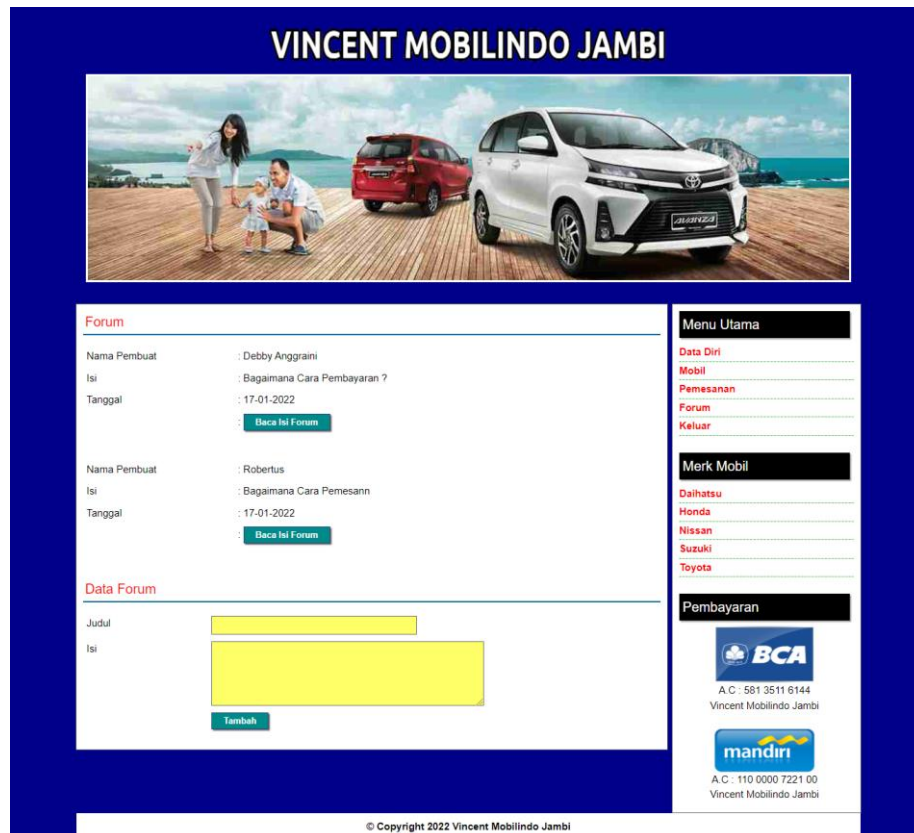 VINCENT MOBILINDO JAMBI
AVANZA
Forum
Nama Pembuat : Debby Anggraini
Isi : Bagaimana Cara Pembayaran ?
Tanggal : 17-01-2022
: Baca Isi Forum
Nama Pembuat : Robertus
Isi : Bagaimana Cara Pemesann
Tanggal : 17-01-2022
: Baca Isi Forum
Data Forum
Judul
Isi
Tambah
Menu Utama
Data Diri
Mobil
Pemesanan
Forum
Keluar
Merk Mobil
Daihatsu
Honda
Nissan
Suzuki
Toyota
Pembayaran
BCA
A.C : 581 3511 6144
Vincent Mobilindo Jambi
mandırı
A.C : 110 0000 7221 00
Vincent Mobilindo Jambi
© Copyright 2022 Vincent Mobilindo Jambi